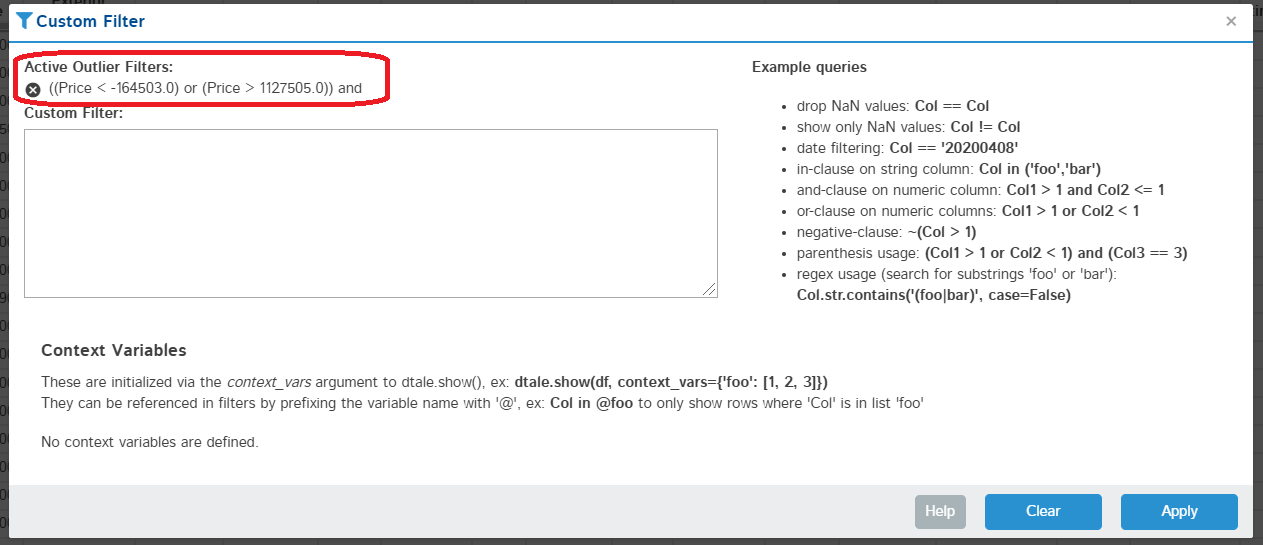 Custom Filter
×
Active Outlier Filters:
((Price < -164503.0) or (Price > 1127505.0)) and
Custom Filter:
Example queries
• drop NaN values: Col == Col
• show only NaN values: Col != Col
• date filtering: Col == '20200408'
• in-clause on string column: Col in ('foo','bar')
• and-clause on numeric column: Col1 > 1 and Col2 <= 1
• or-clause on numeric columns: Col1 > 1 or Col2 < 1
• negative-clause: ~(Col > 1)
• parenthesis usage: (Col1 > 1 or Col2 < 1) and (Col3 == 3)
• regex usage (search for substrings 'foo' or 'bar'):
Col.str.contains('(foo|bar)', case=False)
Context Variables
These are initialized via the context_vars argument to dtale.show(), ex: dtale.show(df, context_vars={'foo': [1, 2, 3]})
They can be referenced in filters by prefixing the variable name with '@', ex: Col in @foo to only show rows where 'Col' is in list 'foo'
No context variables are defined.
Help
Clear
Apply